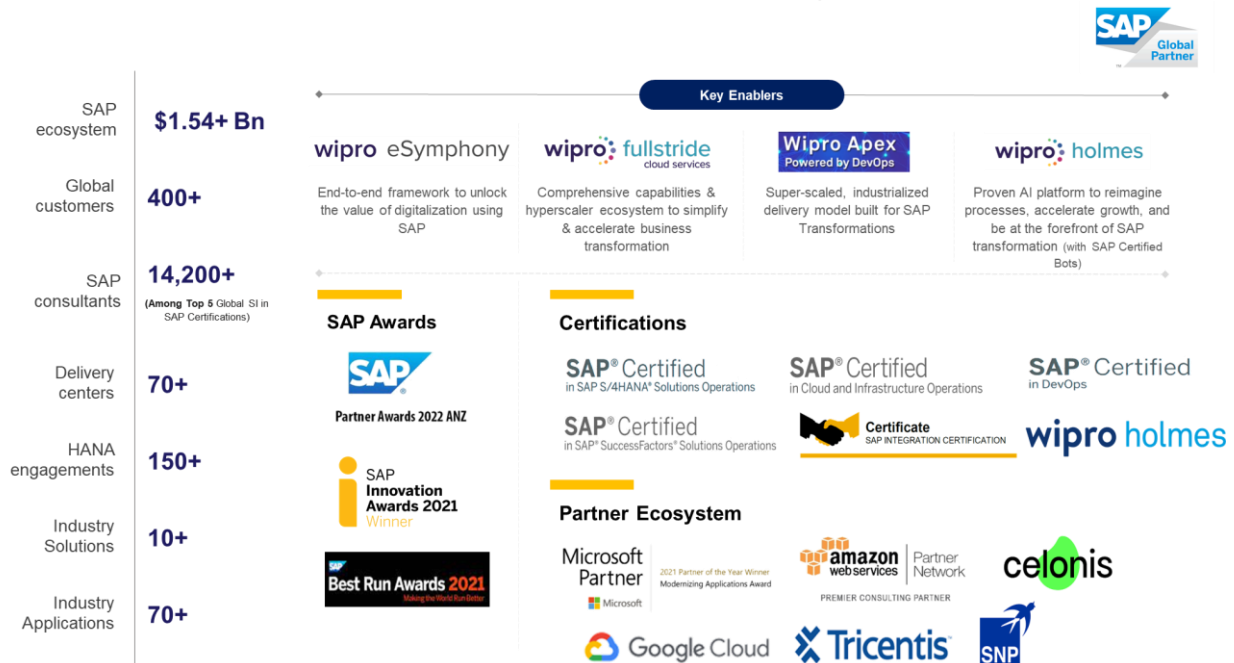 SAP
Global
Partner
SAP
ecosystem
$1.54+ Bn
Global
customers
400+
SAP
consultants
14,200+
(Among Top 5 Global SI in
SAP Certifications)
Delivery
centers
70+
HANA
engagements
150+
Industry
Solutions
10+
Industry
Applications
70+
Key Enablers
wipro eSymphony
End-to-end framework to unlock
the value of digitalization using
SAP
wipro fullstride
cloud services
Comprehensive capabilities &
hyperscaler ecosystem to simplify
& accelerate business
transformation
Wipro Apex
Powered by DevOps
Super-scaled, industrialized
delivery model built for SAP
Transformations
wipro holmes
Proven AI platform to reimagine
processes, accelerate growth, and
be at the forefront of SAP
transformation (with SAP Certified
Bots)
SAP Awards
SAP®
Partner Awards 2022 ANZ
SAP
Innovation
Awards 2021
Winner
SAP
Best Run Awards 2021
Making the World Run Better
Certifications
SAP® Certified
in SAP S/4HANA® Solutions Operations
SAP® Certified
in Cloud and Infrastructure Operations
SAP® Certified
in DevOps
SAP® Certified
in SAP® SuccessFactors® Solutions Operations
Certificate
SAP INTEGRATION CERTIFICATION
wipro holmes
Partner Ecosystem
Microsoft
Partner
Microsoft
2021 Partner of the Year Winner
Modernizing Applications Award
amazon
webservices
Partner
Network
PREMIER CONSULTING PARTNER
celonis
Google Cloud
Tricentis
SNP